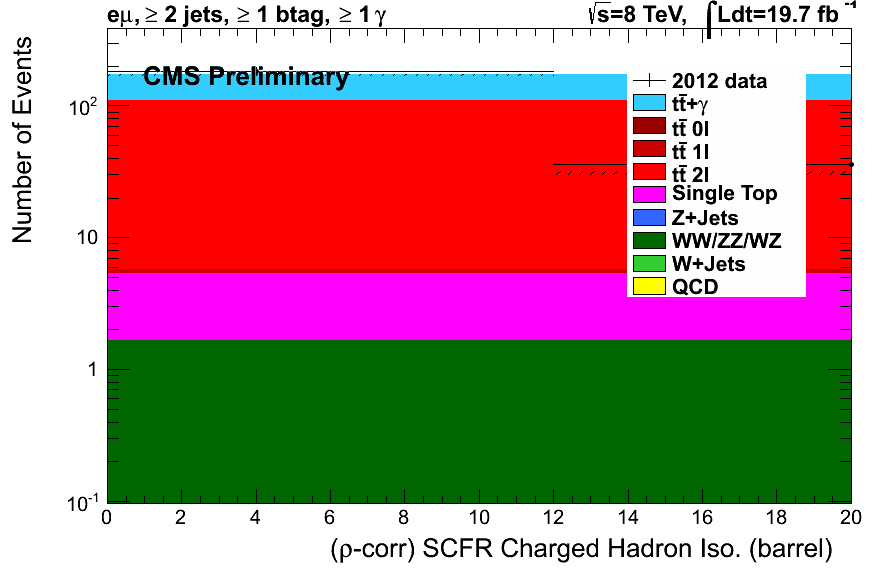 eμ, ≥ 2 jets, ≥ 1 btag, ≥ 1 γ
√s=8 TeV, ∫Ldt=19.7 fb⁻¹
CMS Preliminary
2012 data
tt̄+γ
tt̄ 0l
tt̄ 1l
tt̄ 2l
Single Top
Z+Jets
WW/ZZ/WZ
W+Jets
QCD
Number of Events
10²
10
1
10⁻¹
0 2 4 6 8 10 12 14 16 18 20
(ρ-corr) SCFR Charged Hadron Iso. (barrel)